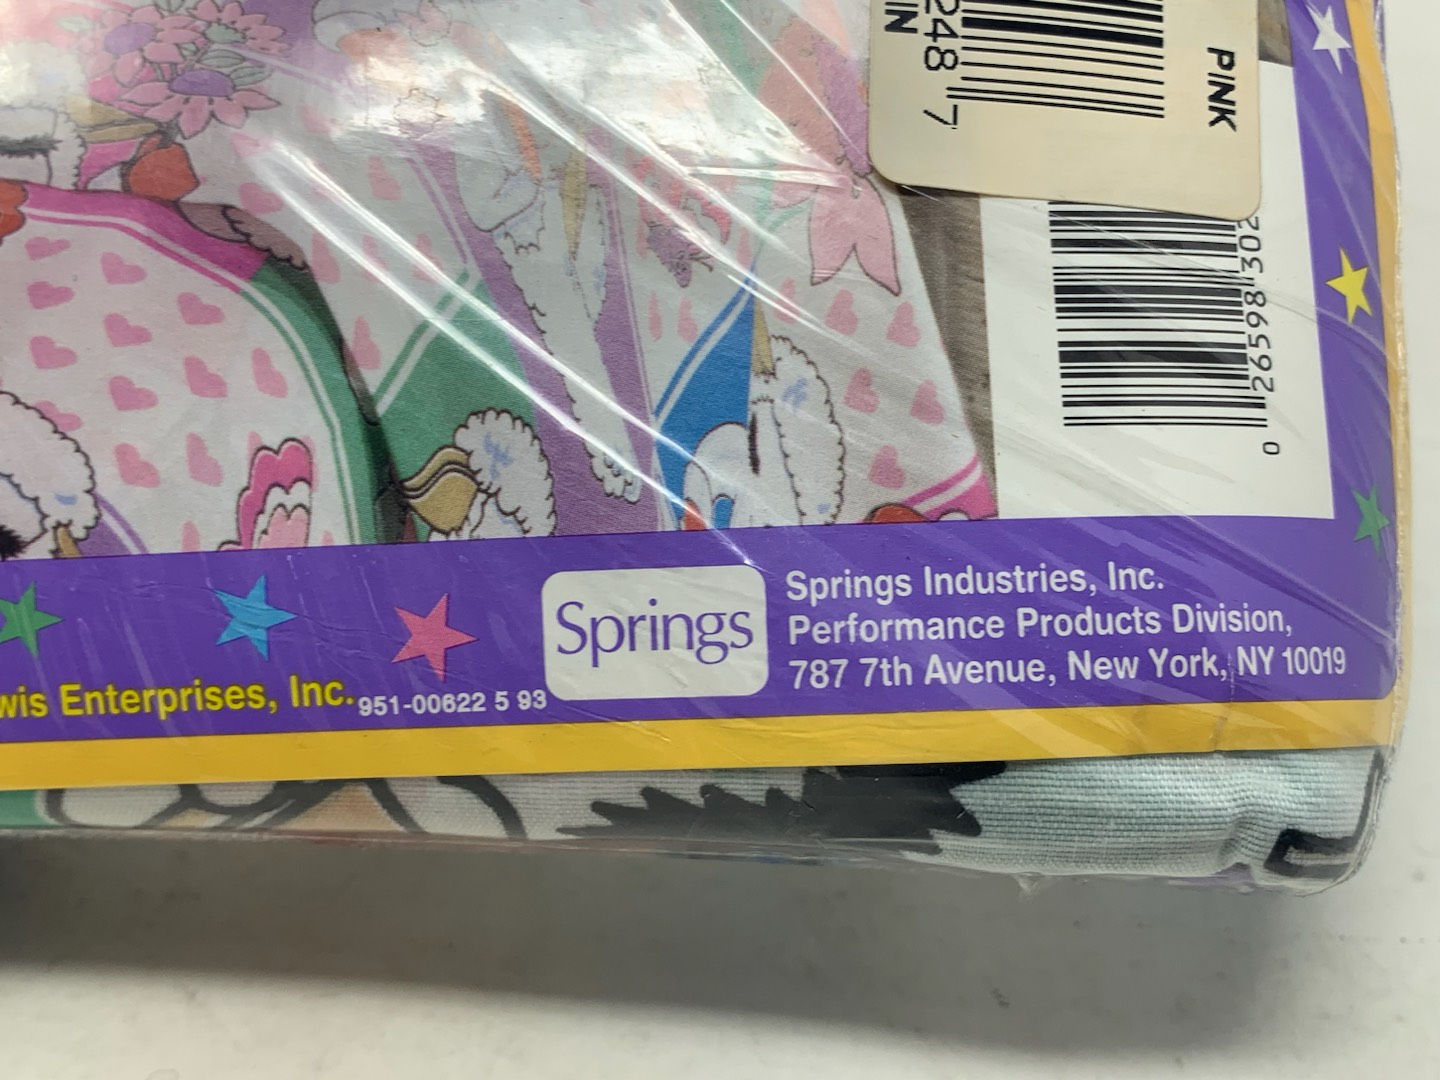 248 7
IN
PINK
0 26598 302
Springs
Springs Industries, Inc.
Performance Products Division,
787 7th Avenue, New York, NY 10019
Enterprises, Inc.
951-00622 5 93